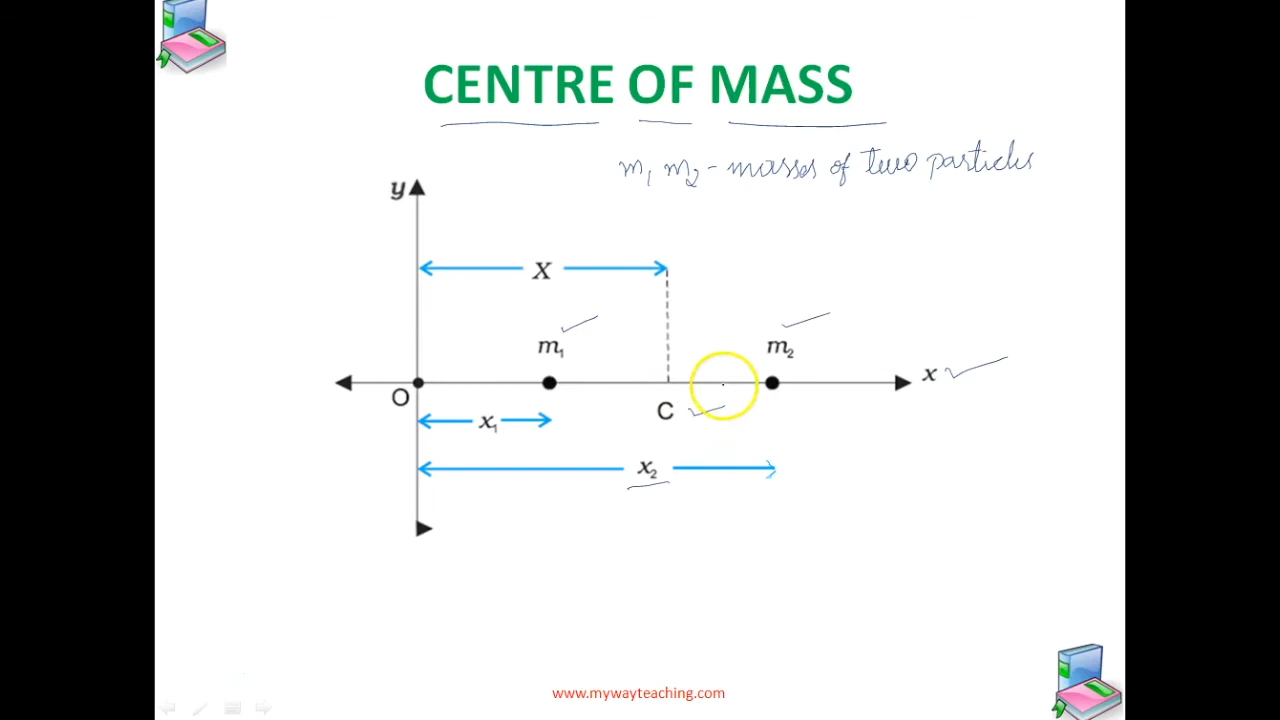 CENTRE OF MASS
m₁ m₂ - masses of two particles
y
X
m₁
m₂
x
O
C
x₁
x₂
www.mywayteaching.com